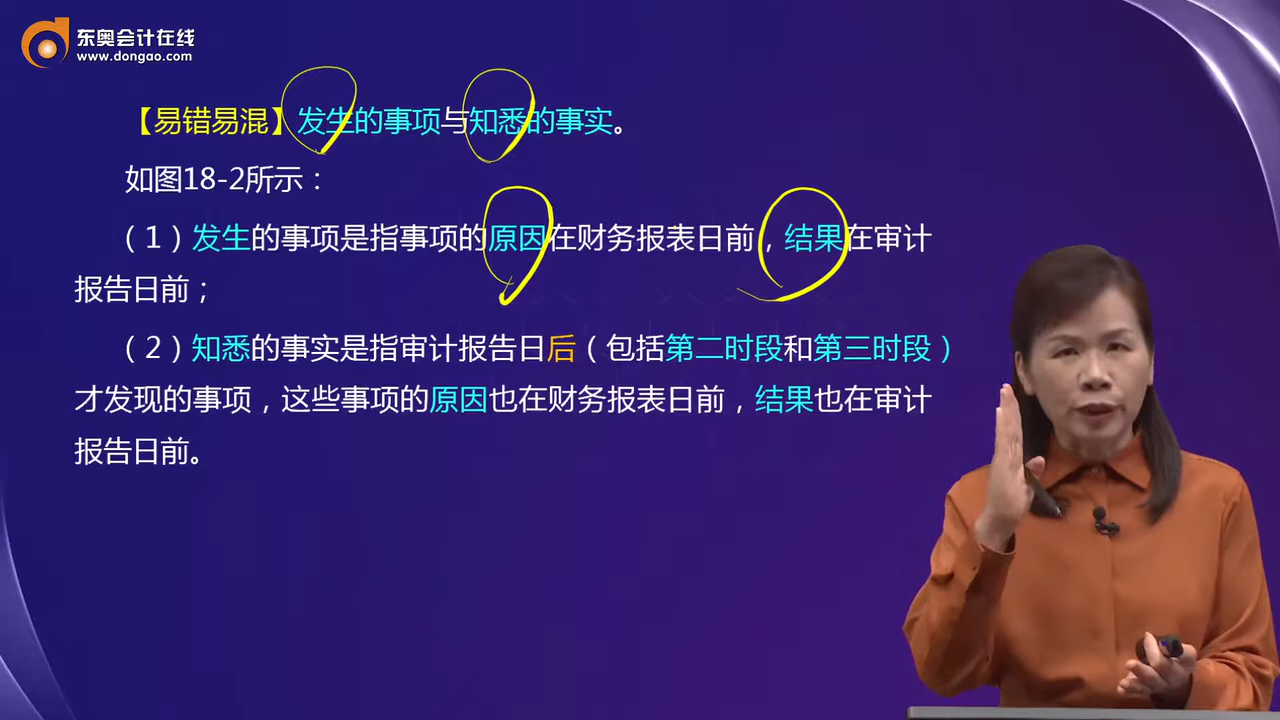 东奥会计在线
www.dongao.com
【易错易混】发生的事项与知悉的事实。
如图18-2所示：
（1）发生的事项是指事项的原因在财务报表日前，结果在审计
报告日前；
（2）知悉的事实是指审计报告日后（包括第二时段和第三时段）
才发现的事项，这些事项的原因也在财务报表日前，结果也在审计
报告日前。